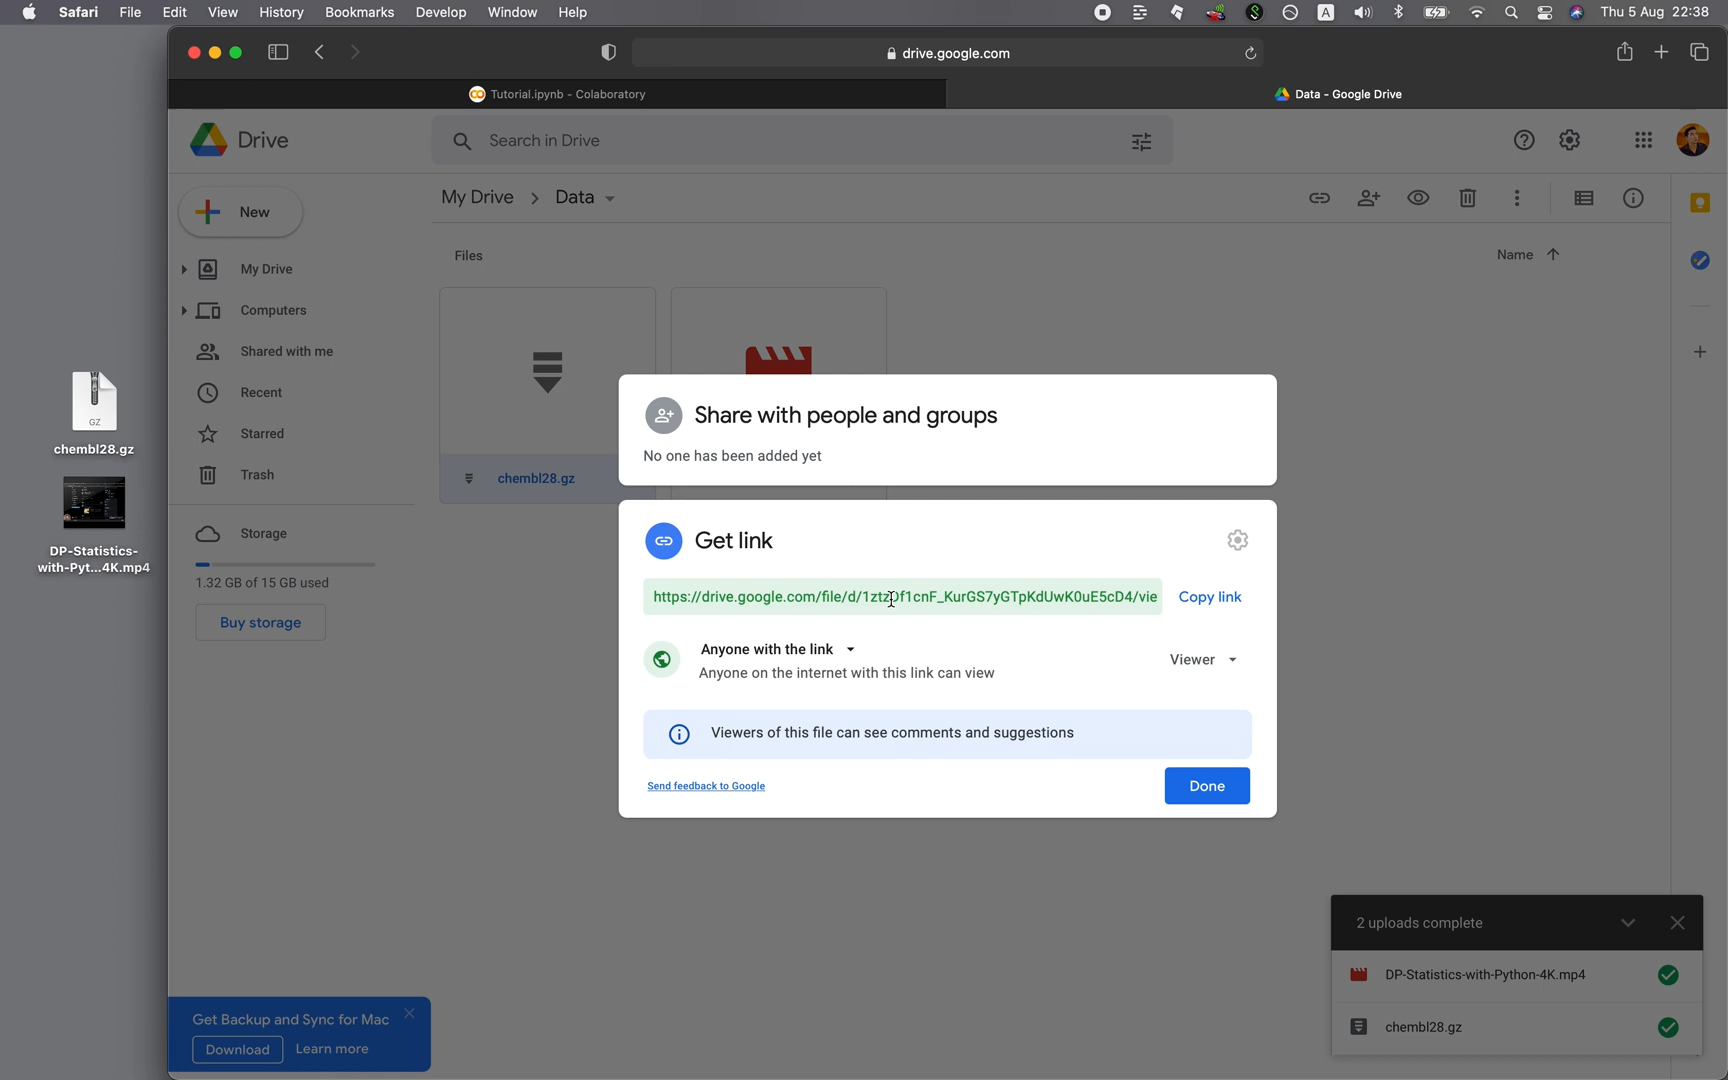 Safari File Edit View History Bookmarks Develop Window Help
A
Thu 5 Aug 22:38
drive.google.com
Tutorial.ipynb - Colaboratory
Data - Google Drive
Drive
Search in Drive
New
My Drive > Data
My Drive
Computers
Shared with me
Recent
Starred
Trash
Storage
1.32 GB of 15 GB used
Buy storage
Files
Name
chembl28.gz
GZ
chembl28.gz
DP-Statistics-
with-Pyt...4K.mp4
Share with people and groups
No one has been added yet
Get link
https://drive.google.com/file/d/1ztzDf1cnF_KurGS7yGTpKdUwK0uE5cD4/vie
Copy link
Anyone with the link
Anyone on the internet with this link can view
Viewer
Viewers of this file can see comments and suggestions
Send feedback to Google
Done
2 uploads complete
DP-Statistics-with-Python-4K.mp4
chembl28.gz
Get Backup and Sync for Mac
Download
Learn more